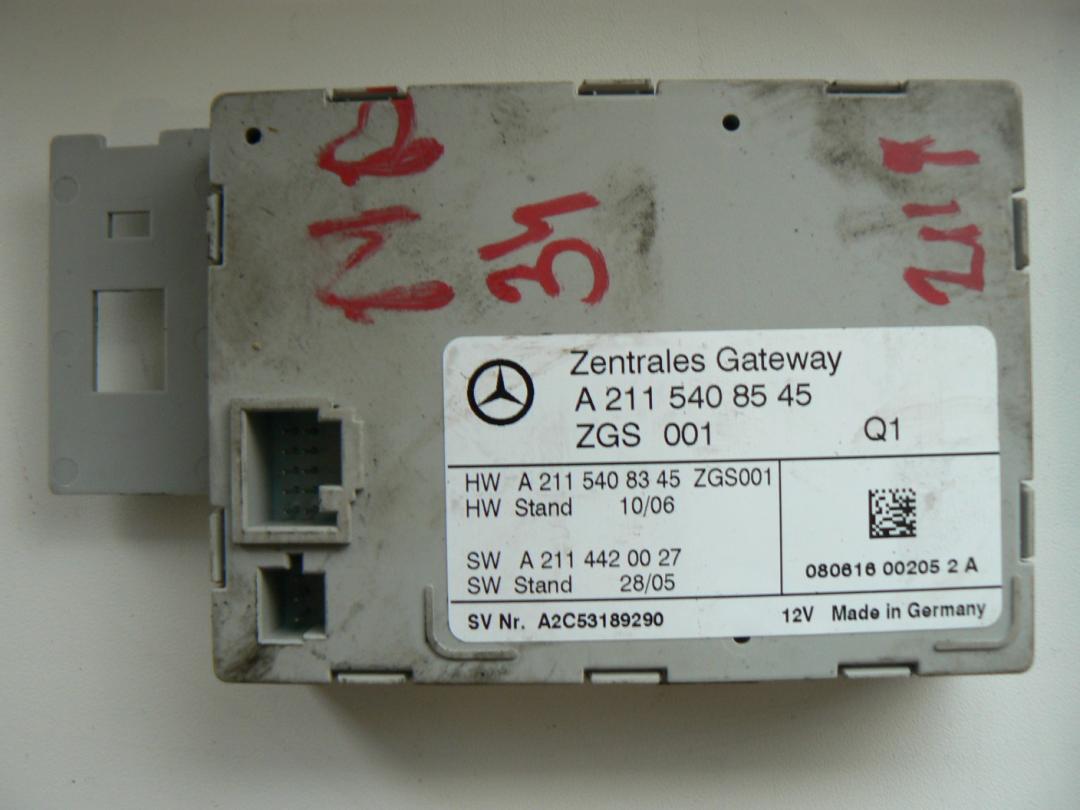 34
211
Zentrales Gateway
A 211 540 85 45
ZGS 001 Q1
HW A 211 540 83 45 ZGS001
HW Stand 10/06
SW A 211 442 00 27
SW Stand 28/05
080616 00205 2 A
SV Nr. A2C53189290 12V Made in Germany